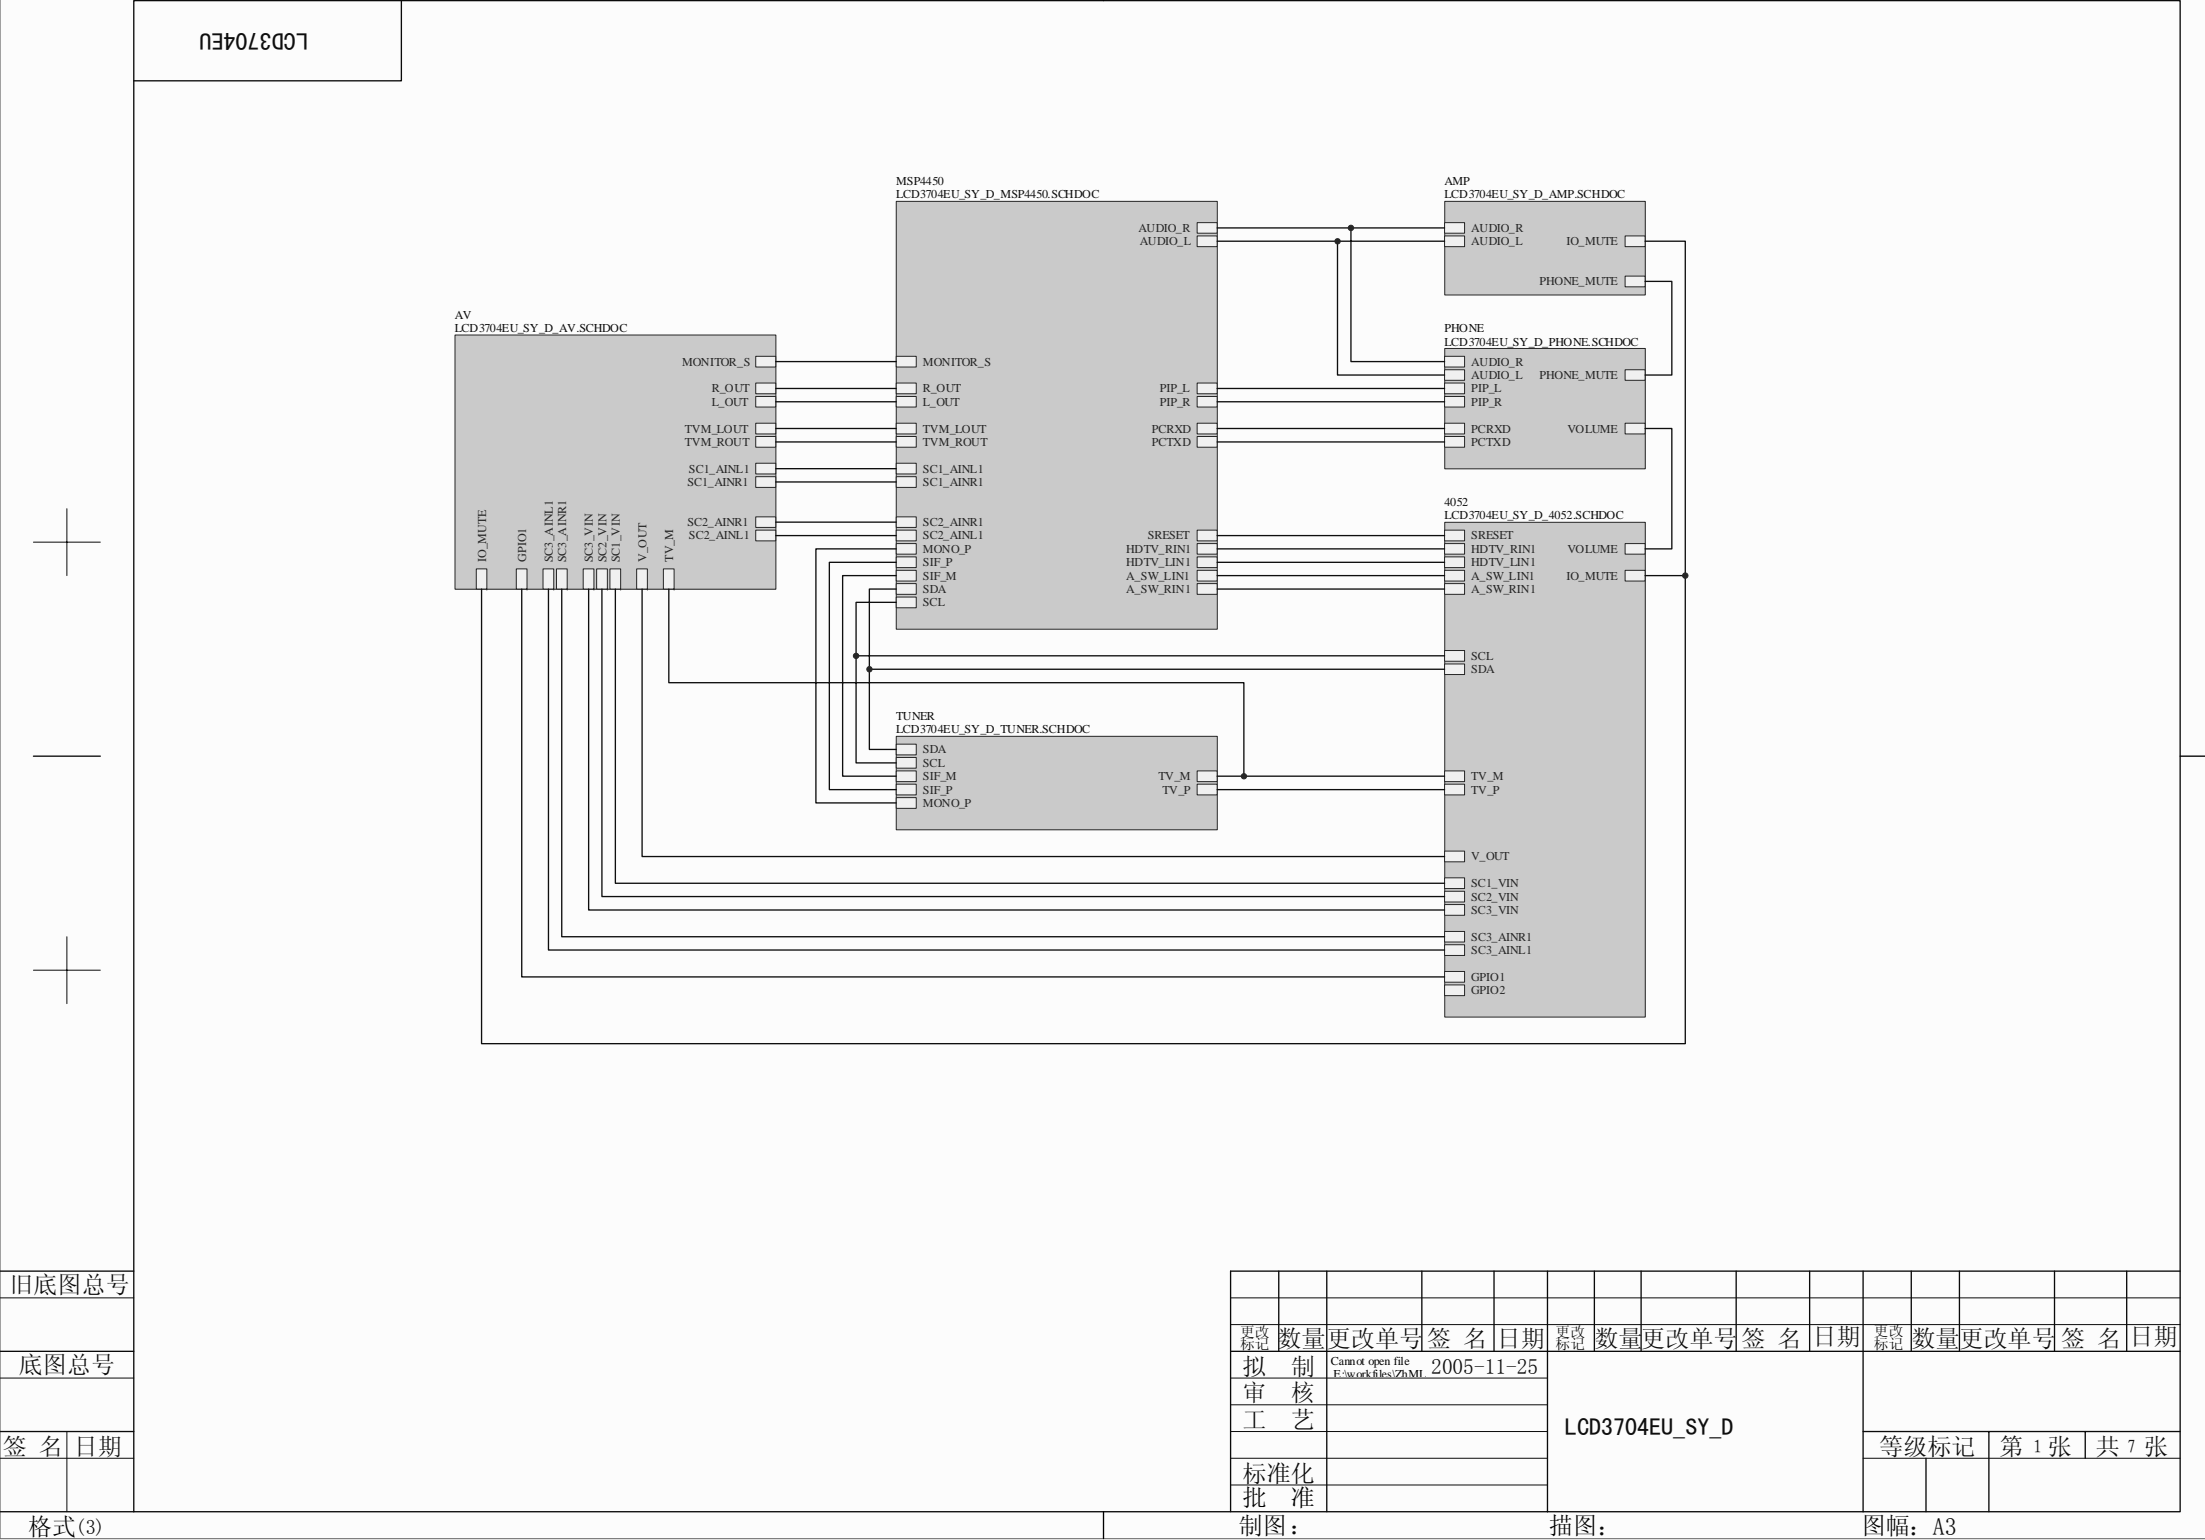 LCD3704EU
MSP4450
LCD3704EU_SY_D_MSP4450.SCHDOC
AUDIO_R
AUDIO_L
MONITOR_S
R_OUT
L_OUT
TVM_LOUT
TVM_ROUT
SC1_AINL1
SC1_AINR1
SC2_AINR1
SC2_AINL1
MONO_P
SIF_P
SIF_M
SDA
SCL
PIP_L
PIP_R
PCRXD
PCTXD
SRESET
HDTV_RIN1
HDTV_LIN1
A_SW_LIN1
A_SW_RIN1
AMP
LCD3704EU_SY_D_AMP.SCHDOC
AUDIO_R
AUDIO_L
IO_MUTE
PHONE_MUTE
AV
LCD3704EU_SY_D_AV.SCHDOC
MONITOR_S
R_OUT
L_OUT
TVM_LOUT
TVM_ROUT
SC1_AINL1
SC1_AINR1
SC2_AINR1
SC2_AINL1
IO_MUTE
GPIO1
SC3_AINL1
SC3_AINR1
SC3_VIN
SC2_VIN
SC1_VIN
V_OUT
TV_M
PHONE
LCD3704EU_SY_D_PHONE.SCHDOC
AUDIO_R
AUDIO_L
PIP_L
PIP_R
PCRXD
PCTXD
PHONE_MUTE
VOLUME
4052
LCD3704EU_SY_D_4052.SCHDOC
SRESET
HDTV_RIN1
HDTV_LIN1
A_SW_LIN1
A_SW_RIN1
VOLUME
IO_MUTE
SCL
SDA
TV_M
TV_P
V_OUT
SC1_VIN
SC2_VIN
SC3_VIN
SC3_AINR1
SC3_AINL1
GPIO1
GPIO2
TUNER
LCD3704EU_SY_D_TUNER.SCHDOC
SDA
SCL
SIF_M
SIF_P
MONO_P
TV_M
TV_P
旧底图总号
底图总号
签 名 日期
格式(3)
更改标记 数量 更改单号 签 名 日期 更改标记 数量 更改单号 签 名 日期 更改标记 数量 更改单号 签 名 日期
拟 制 Cannot open file E:\workfiles\ZhML 2005-11-25
审 核
工 艺
标准化
批 准
LCD3704EU_SY_D
等级标记 第 1 张 共 7 张
制图: 描图: 图幅: A3